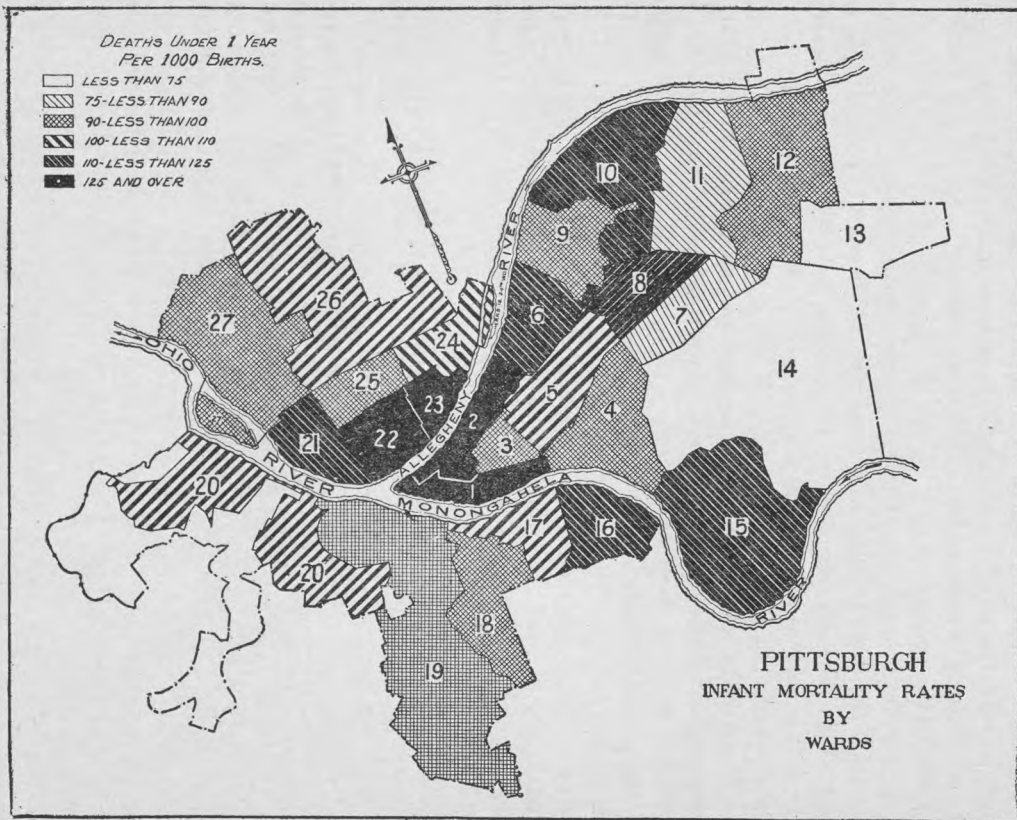 DEATHS UNDER 1 YEAR
PER 1000 BIRTHS.
LESS THAN 75
75-LESS THAN 90
90-LESS THAN 100
100-LESS THAN 110
110-LESS THAN 125
125 AND OVER
10
11
12
9
13
RIVER
8
6
26
7
27
24
OHIO
14
25
5
23
2
4
ALLEGHENY
22
3
21
RIVER
1
MONONGAHELA
20
17
16
15
20
RIVER
18
19
PITTSBURGH
INFANT MORTALITY RATES
BY
WARDS